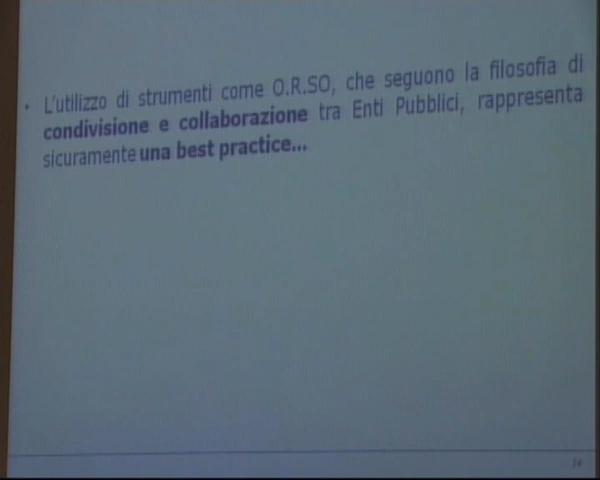 • L'utilizzo di strumenti come O.R.SO, che seguono la filosofia di
condivisione e collaborazione tra Enti Pubblici, rappresenta
sicuramente una best practice...